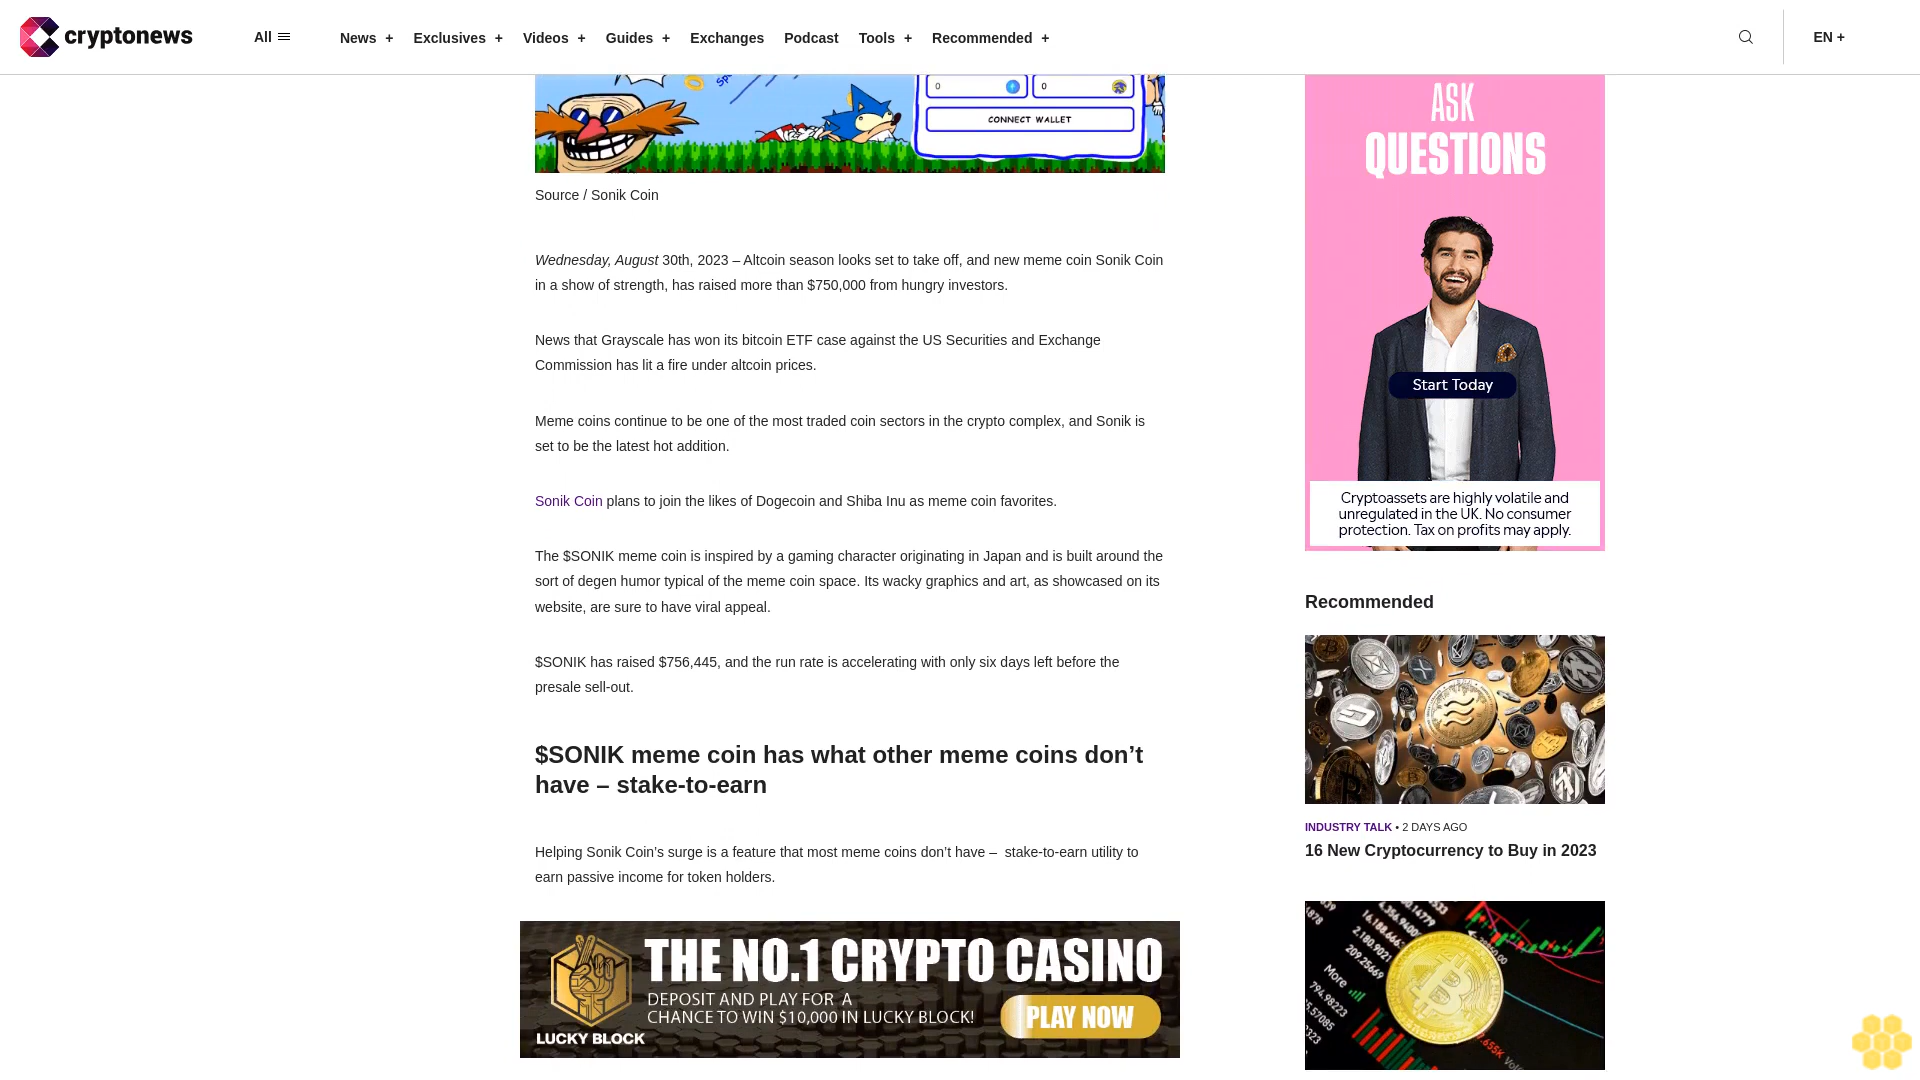 cryptonews
All
News +
Exclusives +
Videos +
Guides +
Exchanges
Podcast
Tools +
Recommended +
EN +
0
0
CONNECT WALLET
Source / Sonik Coin
Wednesday, August 30th, 2023 – Altcoin season looks set to take off, and new meme coin Sonik Coin
in a show of strength, has raised more than $750,000 from hungry investors.
News that Grayscale has won its bitcoin ETF case against the US Securities and Exchange
Commission has lit a fire under altcoin prices.
Meme coins continue to be one of the most traded coin sectors in the crypto complex, and Sonik is
set to be the latest hot addition.
Sonik Coin plans to join the likes of Dogecoin and Shiba Inu as meme coin favorites.
The $SONIK meme coin is inspired by a gaming character originating in Japan and is built around the
sort of degen humor typical of the meme coin space. Its wacky graphics and art, as showcased on its
website, are sure to have viral appeal.
$SONIK has raised $756,445, and the run rate is accelerating with only six days left before the
presale sell-out.
$SONIK meme coin has what other meme coins don’t
have – stake-to-earn
Helping Sonik Coin’s surge is a feature that most meme coins don’t have –  stake-to-earn utility to
earn passive income for token holders.
THE NO.1 CRYPTO CASINO
DEPOSIT AND PLAY FOR A
CHANCE TO WIN $10,000 IN LUCKY BLOCK!
PLAY NOW
LUCKY BLOCK
ASK
QUESTIONS
Start Today
Cryptoassets are highly volatile and
unregulated in the UK. No consumer
protection. Tax on profits may apply.
Recommended
INDUSTRY TALK • 2 DAYS AGO
16 New Cryptocurrency to Buy in 2023
More